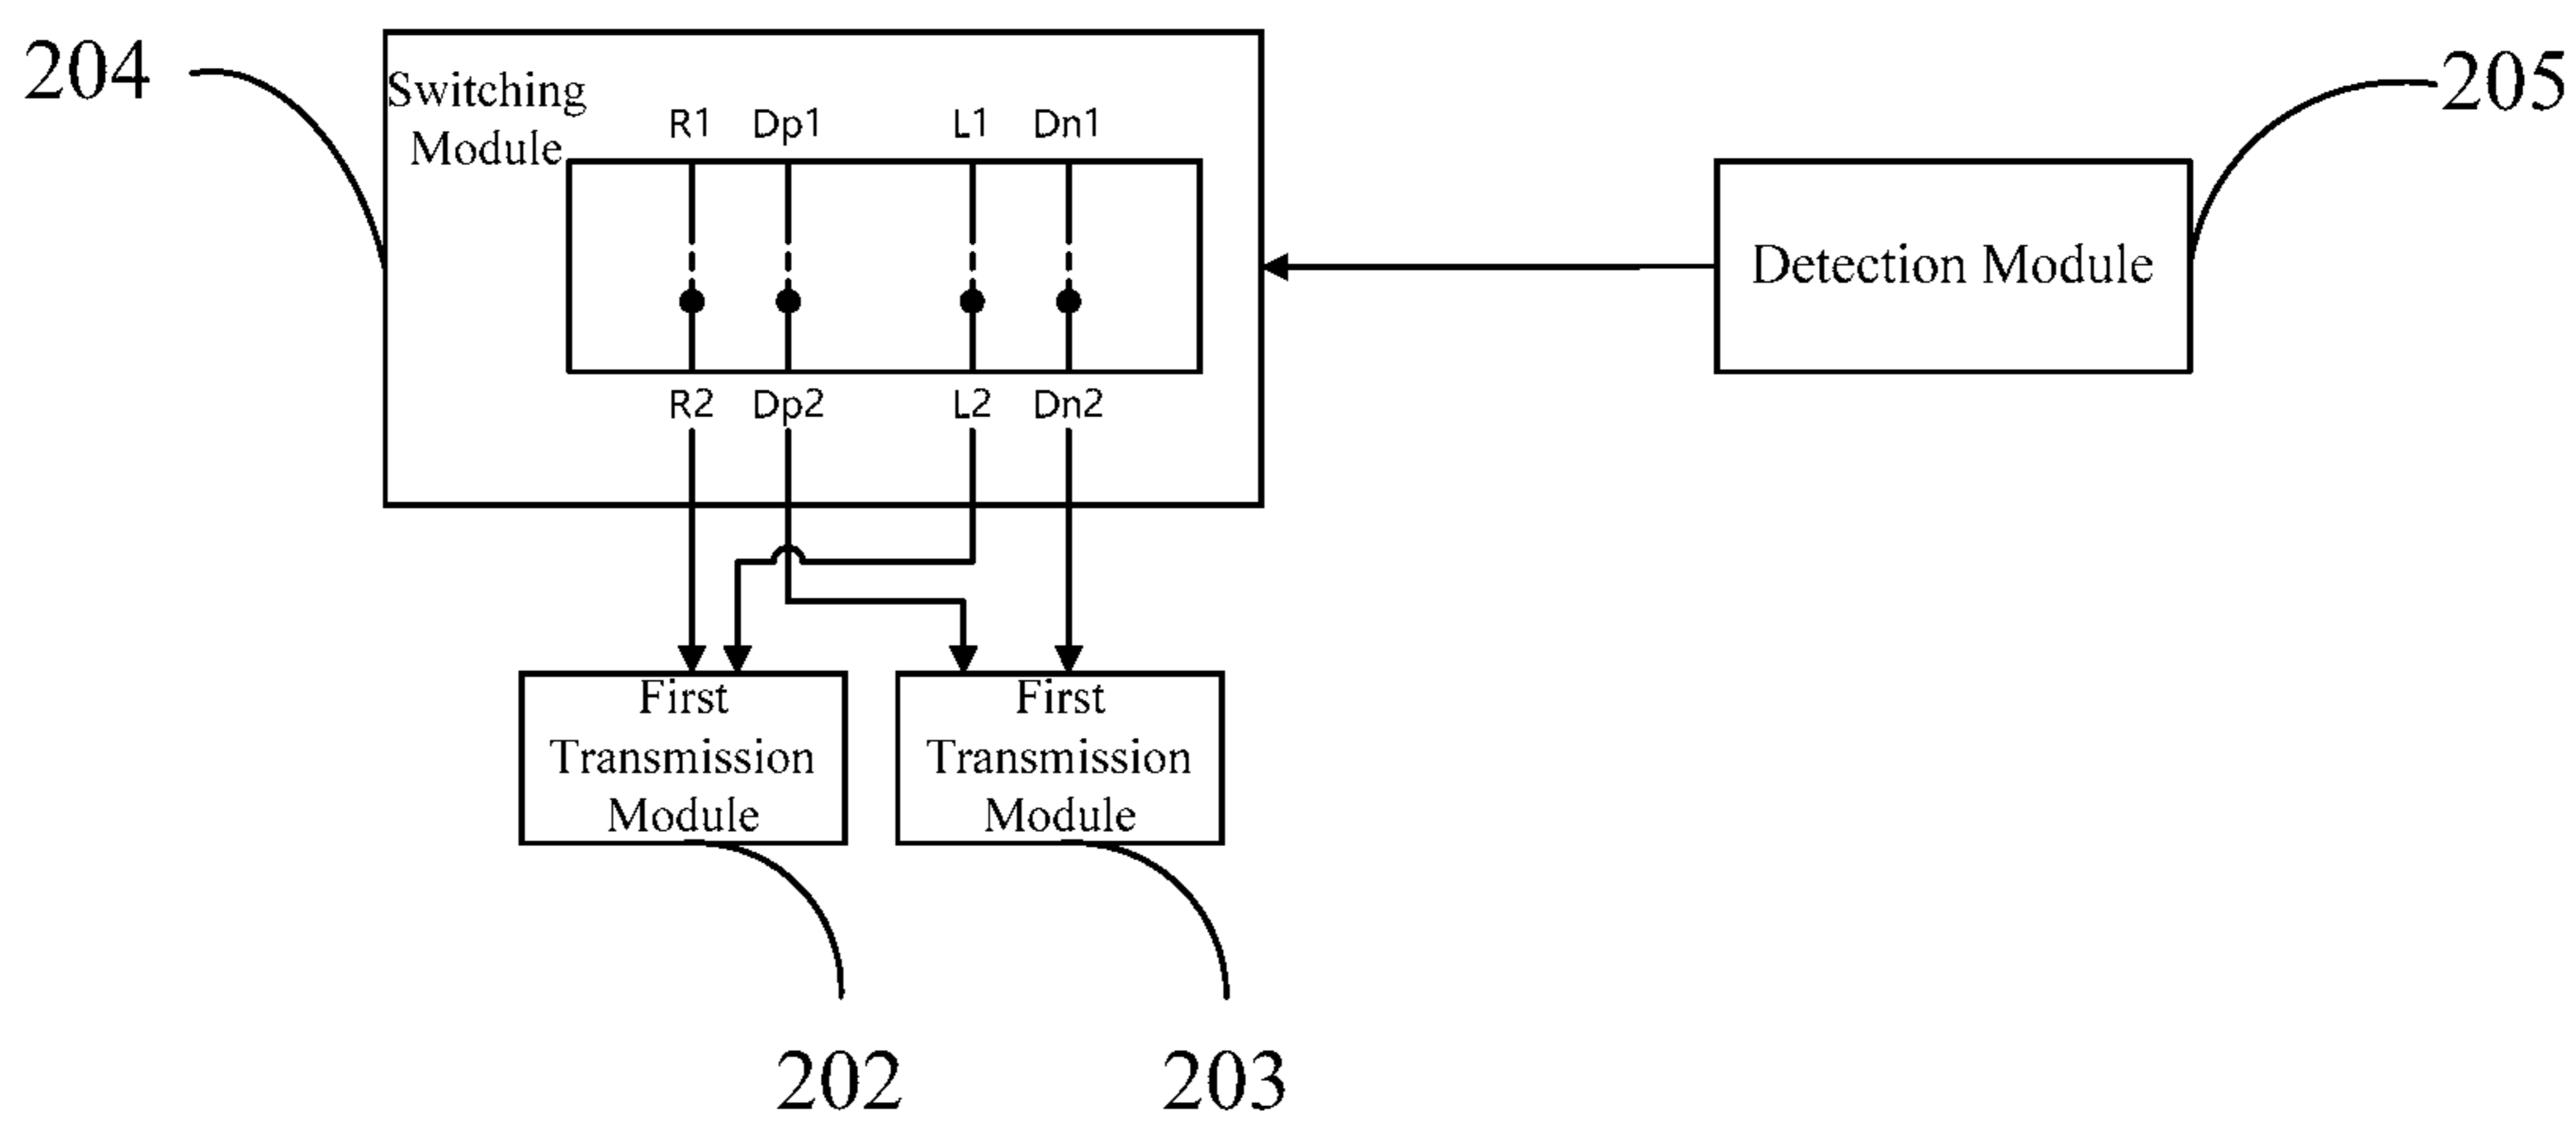 204
205
Switching
Module
R1 Dp1 L1 Dn1
Detection Module
R2 Dp2 L2 Dn2
First
Transmission
Module
First
Transmission
Module
202
203